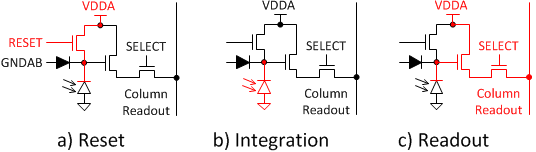 VDDA
RESET
SELECT
GNDAB
Column
Readout
a) Reset
VDDA
SELECT
Column
Readout
b) Integration
VDDA
SELECT
Column
Readout
c) Readout